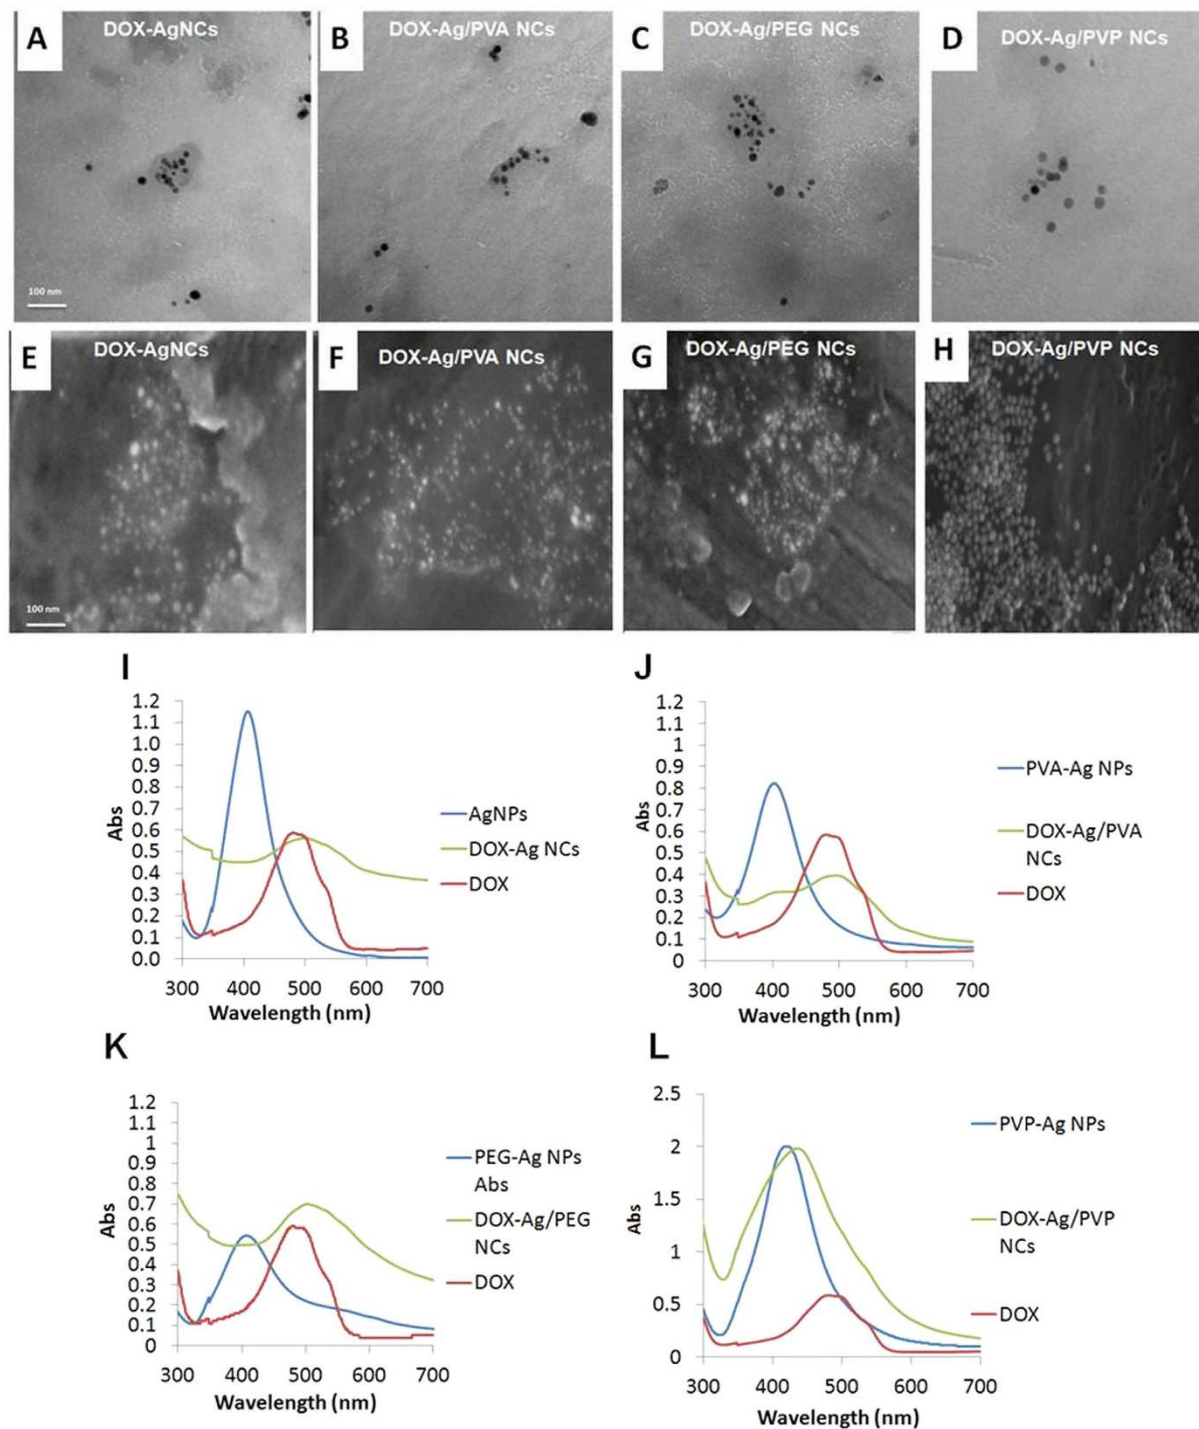 A
DOX-AgNCs
B
DOX-Ag/PVA NCs
C
DOX-Ag/PEG NCs
D
DOX-Ag/PVP NCs
100 nm
E
DOX-AgNCs
F
DOX-Ag/PVA NCs
G
DOX-Ag/PEG NCs
H
DOX-Ag/PVP NCs
100 nm
I
1.2
1.1
1.0
0.9
0.8
0.7
0.6
0.5
0.4
0.3
0.2
0.1
0.0
Abs
300 400 500 600 700
Wavelength (nm)
AgNPs
DOX-Ag NCs
DOX
J
1.2
1.1
1
0.9
0.8
0.7
0.6
0.5
0.4
0.3
0.2
0.1
0
Abs
300 400 500 600 700
Wavelength (nm)
PVA-Ag NPs
DOX-Ag/PVA
NCs
DOX
K
1.2
1.1
1
0.9
0.8
0.7
0.6
0.5
0.4
0.3
0.2
0.1
0
Abs
300 400 500 600 700
Wavelength (nm)
PEG-Ag NPs
Abs
DOX-Ag/PEG
NCs
DOX
L
2.5
2
1.5
1
0.5
0
Abs
300 400 500 600 700
Wavelength (nm)
PVP-Ag NPs
DOX-Ag/PVP
NCs
DOX